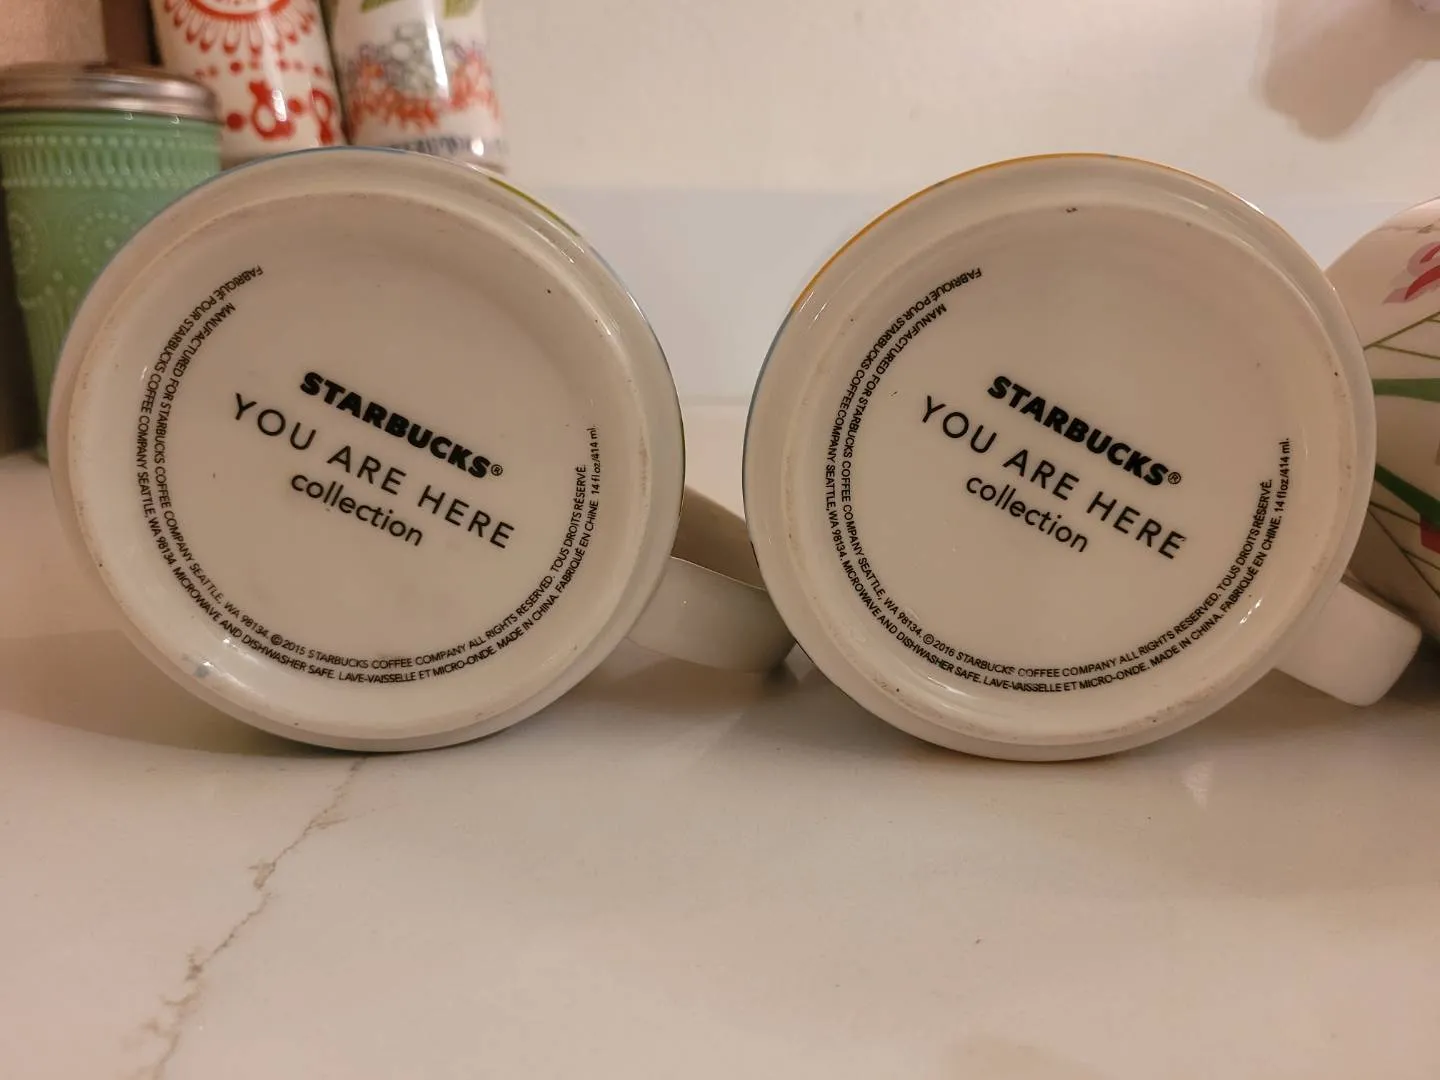 STARBUCKS®
YOU ARE HERE
collection
MANUFACTURED FOR STARBUCKS COFFEE COMPANY SEATTLE, WA 98134. ©2015 STARBUCKS COFFEE COMPANY ALL RIGHTS RESERVED. TOUS DROITS RÉSERVÉ.
FABRIQUÉ POUR STARBUCKS COFFEE COMPANY SEATTLE, WA 98134. MICROWAVE AND DISHWASHER SAFE. LAVE-VAISSELLE ET MICRO-ONDE. MADE IN CHINA. FABRIQUÉ EN CHINE. 14 fl oz/414 ml.
STARBUCKS®
YOU ARE HERE
collection
MANUFACTURED FOR STARBUCKS COFFEE COMPANY SEATTLE, WA 98134. ©2016 STARBUCKS COFFEE COMPANY ALL RIGHTS RESERVED. TOUS DROITS RÉSERVÉ.
FABRIQUÉ POUR STARBUCKS COFFEE COMPANY SEATTLE, WA 98134. MICROWAVE AND DISHWASHER SAFE. LAVE-VAISSELLE ET MICRO-ONDE. MADE IN CHINA. FABRIQUÉ EN CHINE. 14 fl oz/414 ml.